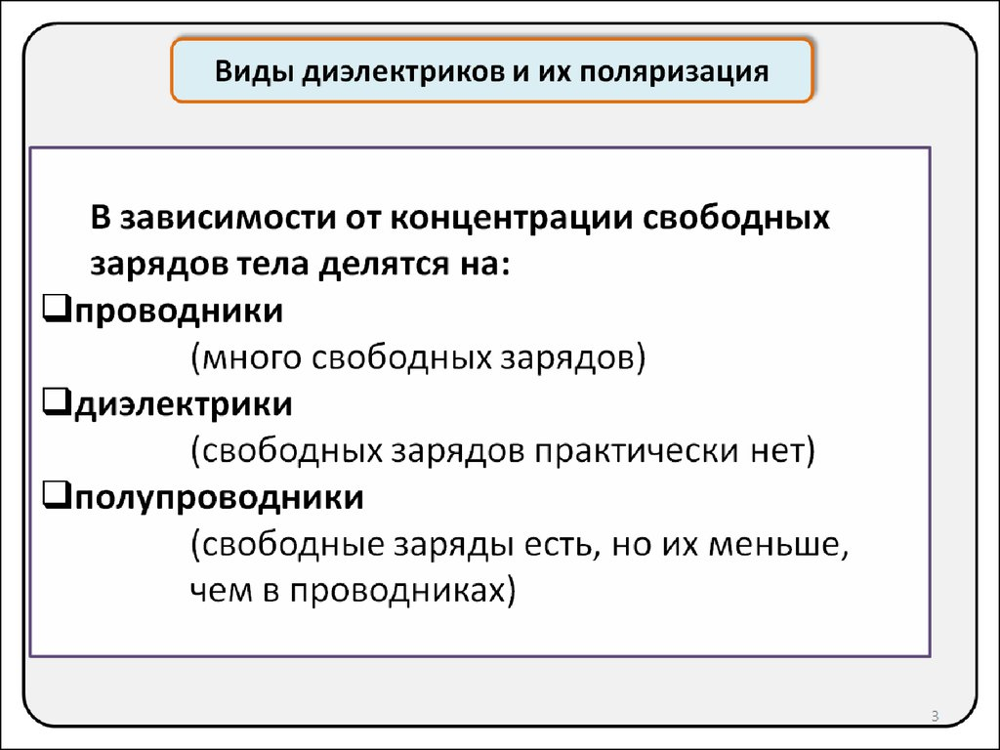 Виды диэлектриков и их поляризация
В зависимости от концентрации свободных
зарядов тела делятся на:
❑проводники
(много свободных зарядов)
❑диэлектрики
(свободных зарядов практически нет)
❑полупроводники
(свободные заряды есть, но их меньше,
чем в проводниках)
3